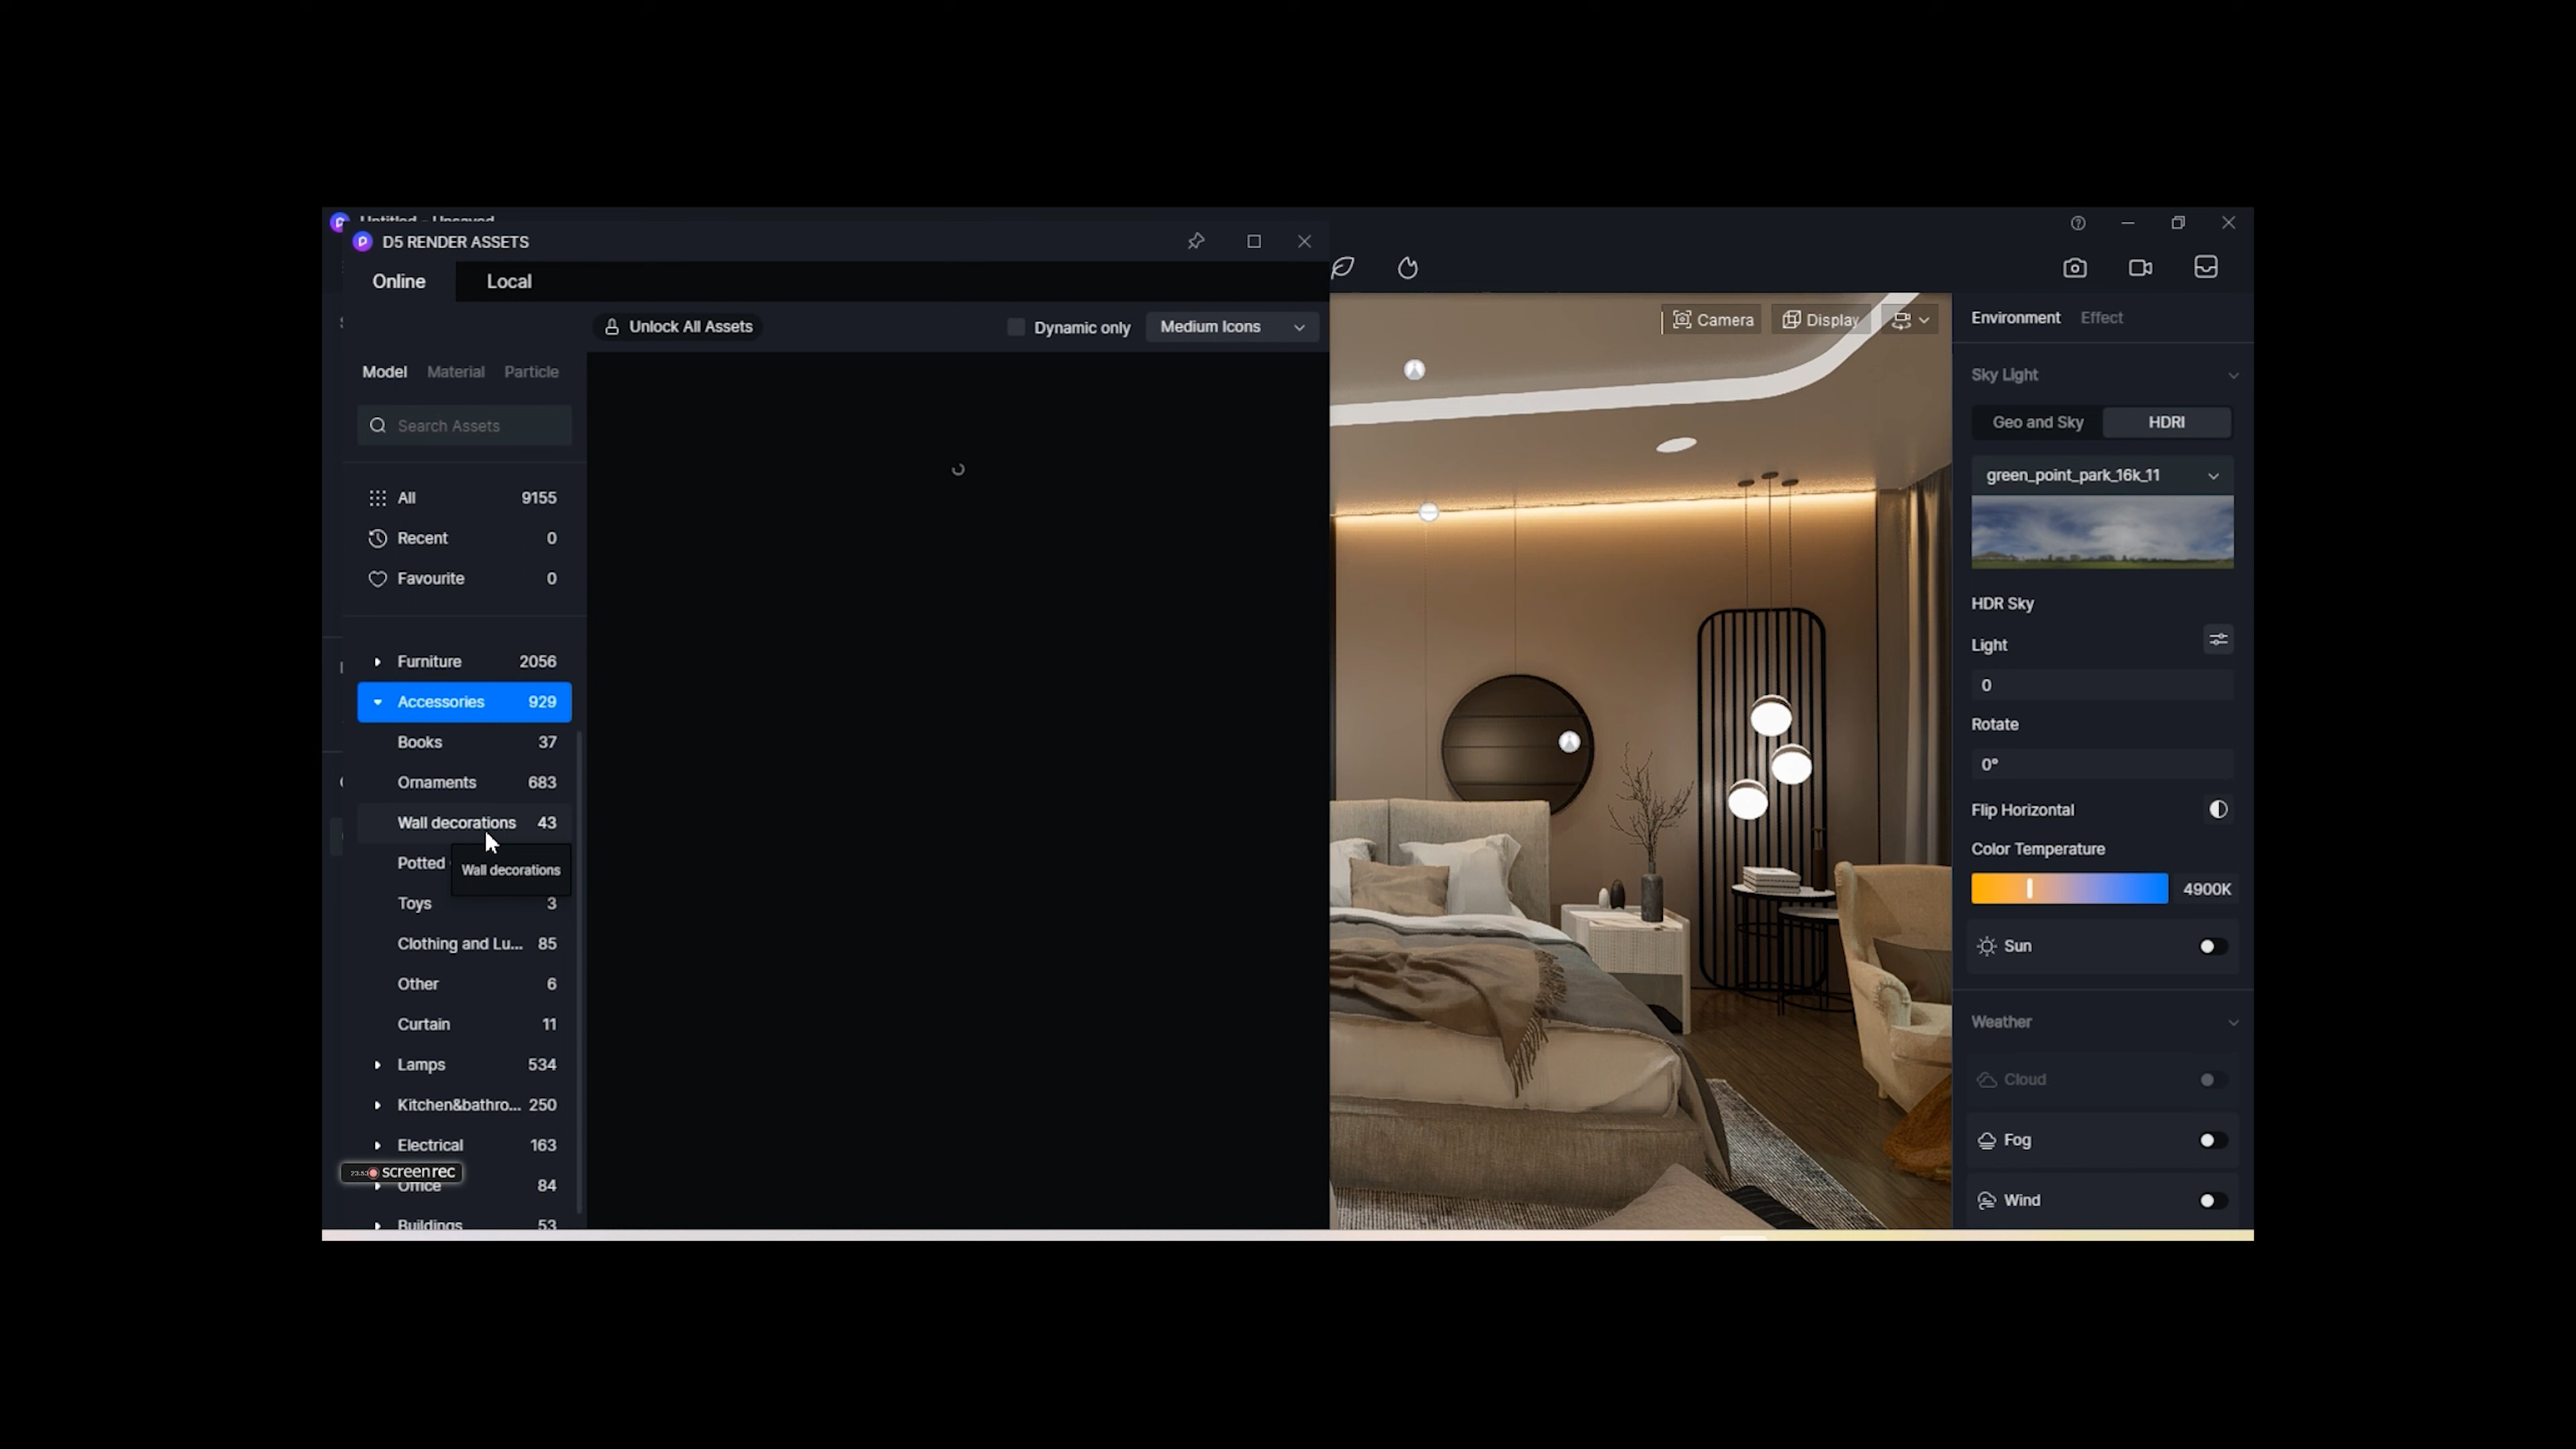 Untitled - Unsaved
D5 RENDER ASSETS
Online Local
Unlock All Assets Dynamic only Medium Icons
Model Material Particle
Search Assets
All 9155
Recent 0
Favourite 0
Furniture 2056
Accessories 929
Books 37
Ornaments 683
Wall decorations 43
Potted
Wall decorations
Toys 3
Clothing and Lu... 85
Other 6
Curtain 11
Lamps 534
Kitchen&bathro... 250
Electrical 163
screenrec
Office 84
Buildings 53
Camera Display
Environment Effect
Sky Light
Geo and Sky HDRI
green_point_park_16k_11
HDR Sky
Light
0
Rotate
0°
Flip Horizontal
Color Temperature
4900K
Sun
Weather
Cloud
Fog
Wind